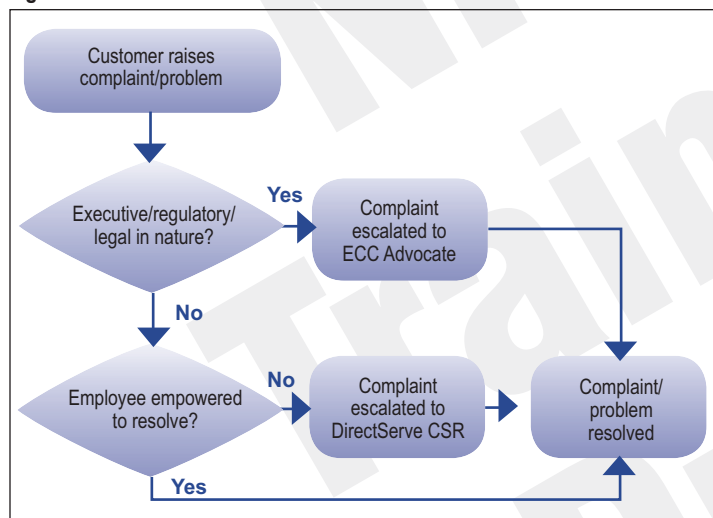 Customer raises
complaint/problem
Executive/regulatory/
legal in nature?
Yes
Complaint
escalated to
ECC Advocate
No
Employee empowered
to resolve?
No
Complaint
escalated to
DirectServe CSR
Complaint/
problem
resolved
Yes